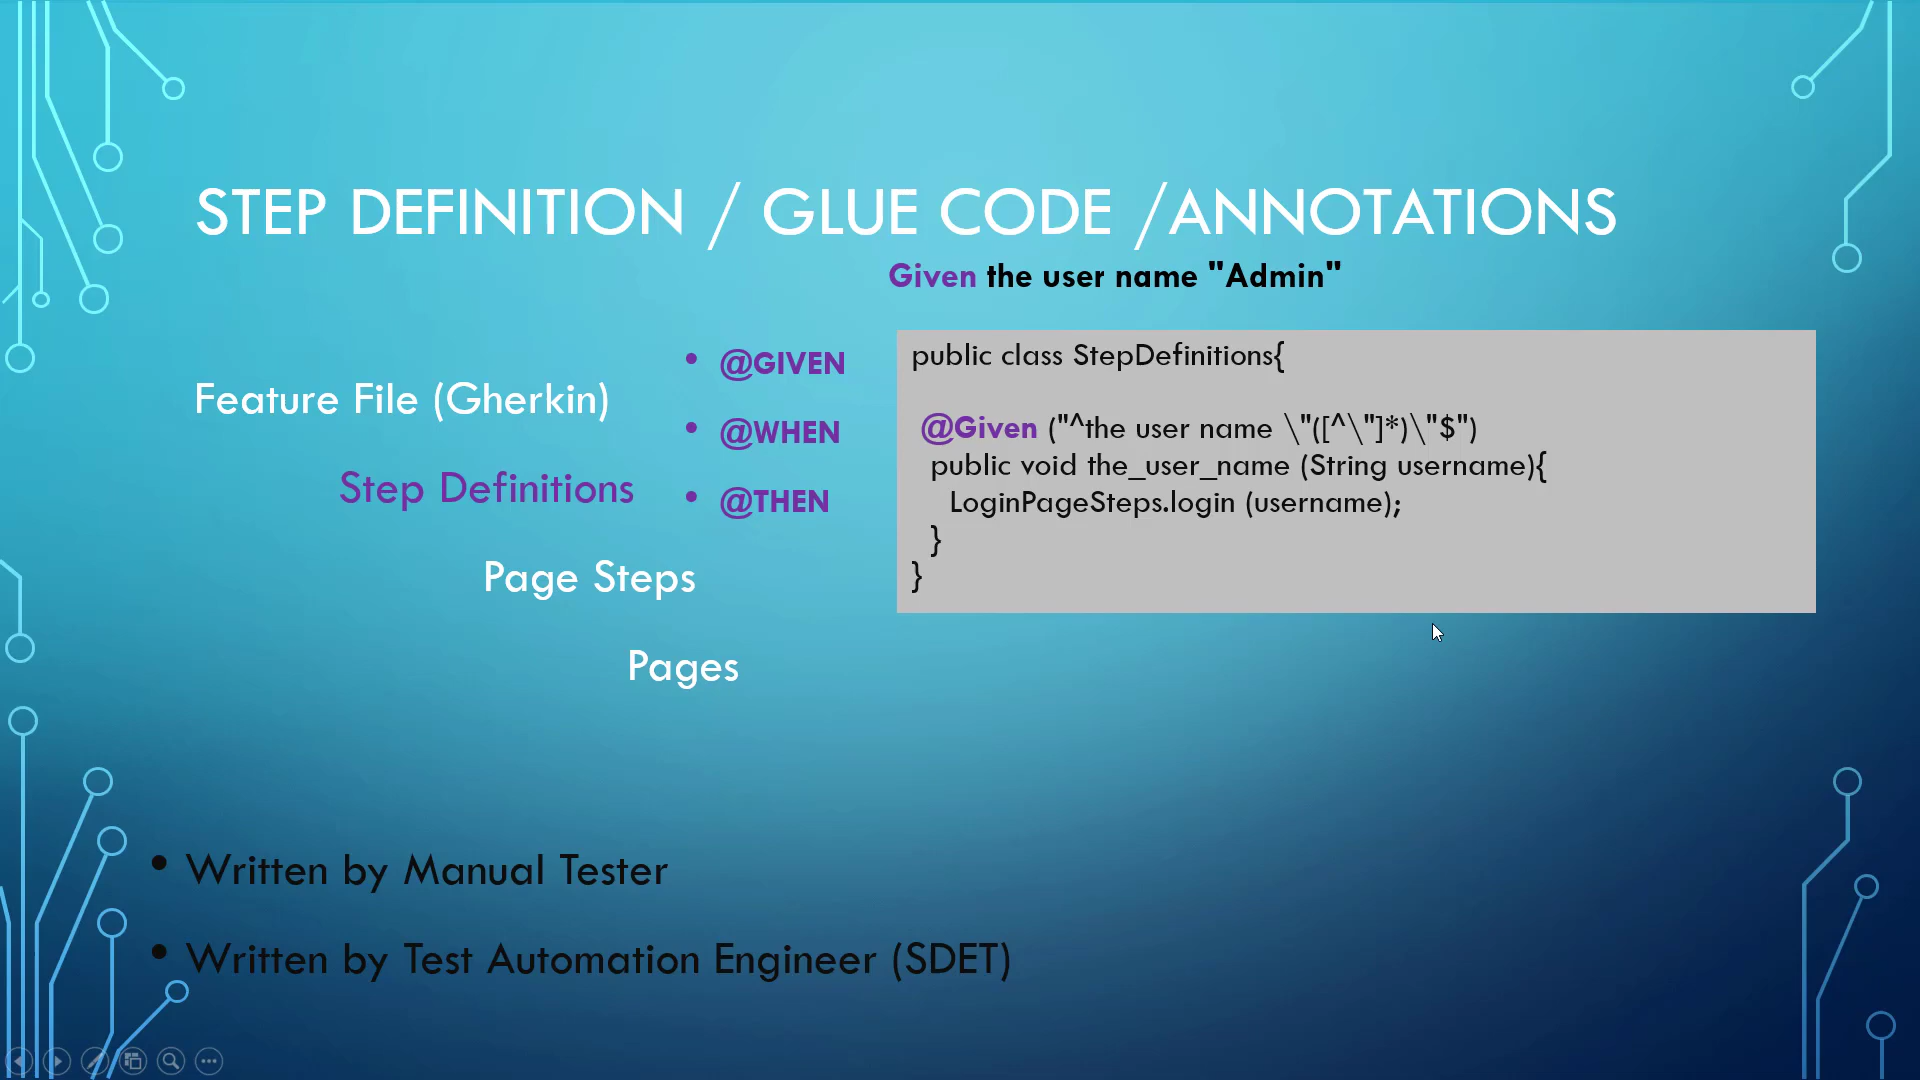 STEP DEFINITION / GLUE CODE /ANNOTATIONS
Given the user name "Admin"
Feature File (Gherkin)
Step Definitions
Page Steps
Pages
• @GIVEN
• @WHEN
• @THEN
public class StepDefinitions{
@Given ("^the user name \"([^\"]*)\"$")
public void the_user_name (String username){
LoginPageSteps.login (username);
}
}
• Written by Manual Tester
• Written by Test Automation Engineer (SDET)